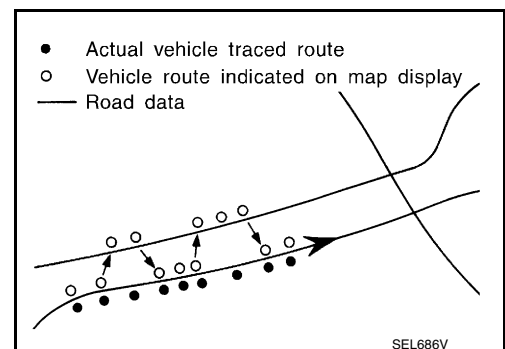 Actual vehicle traced route
Vehicle route indicated on map display
Road data
SEL686V